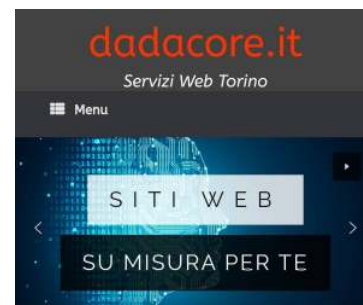 dadacore.it
Servizi Web Torino
Menu
SITI WEB
SU MISURA PER TE